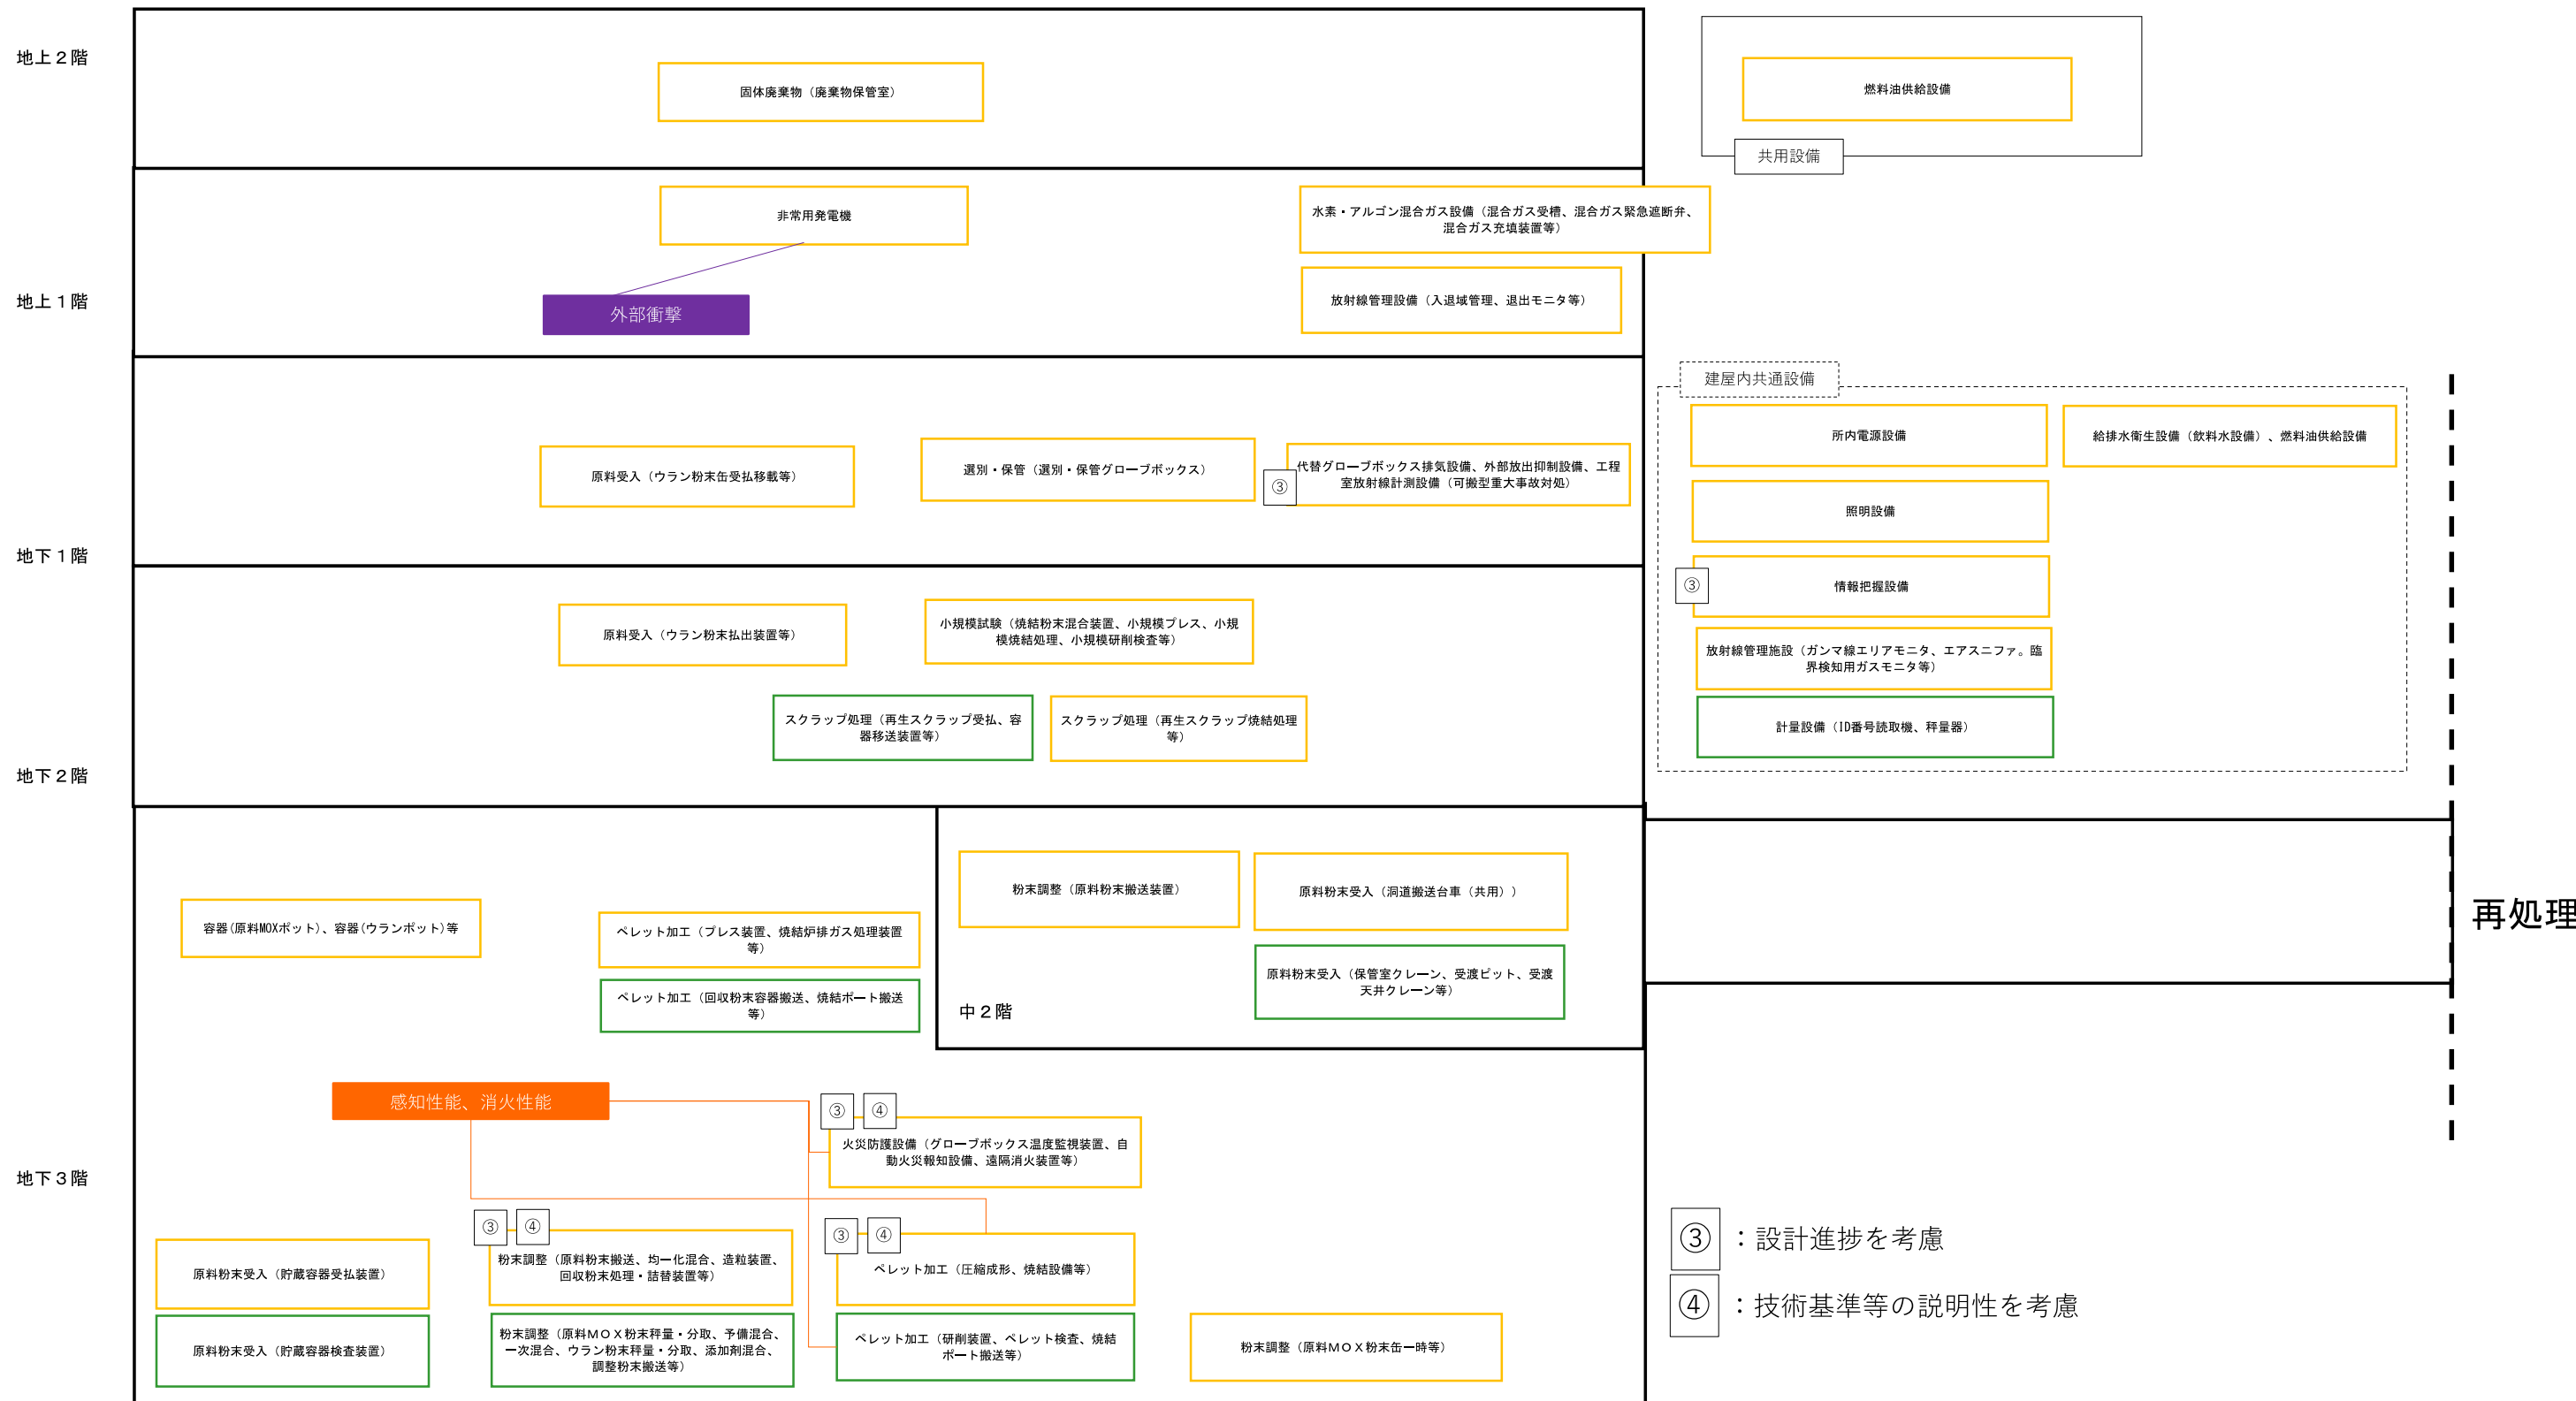 地上２階
固体廃棄物（廃棄物保管室）
燃料油供給設備
共用設備
地上１階
非常用発電機
水素・アルゴン混合ガス設備（混合ガス受槽、混合ガス緊急遮断弁、
混合ガス充填装置等）
放射線管理設備（入退域管理、退出モニタ等）
外部衝撃
地下１階
原料受入（ウラン粉末缶受払移載等）
選別・保管（選別・保管グローブボックス）
③
代替グローブボックス排気設備、外部放出抑制設備、工程
室放射線計測設備（可搬型重大事故対処）
建屋内共通設備
所内電源設備
給排水衛生設備（飲料水設備）、燃料油供給設備
照明設備
③
情報把握設備
放射線管理施設（ガンマ線エリアモニタ、エアスニファ。臨
界検知用ガスモニタ等）
計量設備（ID番号読取機、秤量器）
地下２階
原料受入（ウラン粉末払出装置等）
小規模試験（焼結粉末混合装置、小規模プレス、小規
模焼結処理、小規模研削検査等）
スクラップ処理（再生スクラップ受払、容
器移送装置等）
スクラップ処理（再生スクラップ焼結処理
等）
容器(原料MOXポット)、容器(ウランポット)等
ペレット加工（プレス装置、焼結炉排ガス処理装置
等）
ペレット加工（回収粉末容器搬送、焼結ボート搬送
等）
粉末調整（原料粉末搬送装置）
原料粉末受入（洞道搬送台車（共用））
原料粉末受入（保管室クレーン、受渡ピット、受渡
天井クレーン等）
中２階
再処理
地下３階
感知性能、消火性能
③
④
火災防護設備（グローブボックス温度監視装置、自
動火災報知設備、遠隔消火装置等）
原料粉末受入（貯蔵容器受払装置）
原料粉末受入（貯蔵容器検査装置）
③
④
粉末調整（原料粉末搬送、均一化混合、造粒装置、
回収粉末処理・詰替装置等）
粉末調整（原料ＭＯＸ粉末秤量・分取、予備混合、
一次混合、ウラン粉末秤量・分取、添加剤混合、
調整粉末搬送等）
③
④
ペレット加工（圧縮成形、焼結設備等）
ペレット加工（研削装置、ペレット検査、焼結
ボート搬送等）
粉末調整（原料ＭＯＸ粉末缶一時等）
③：設計進捗を考慮
④：技術基準等の説明性を考慮